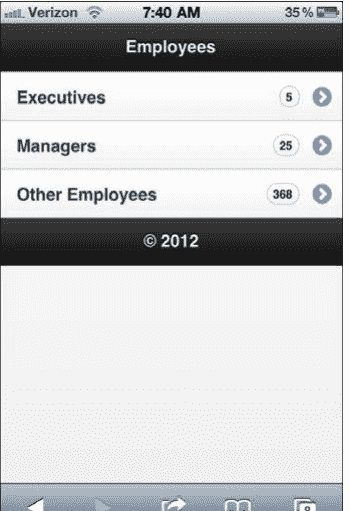 Verizon 7:40 AM 35%
Employees
Executives 5
Managers 25
Other Employees 368
© 2012